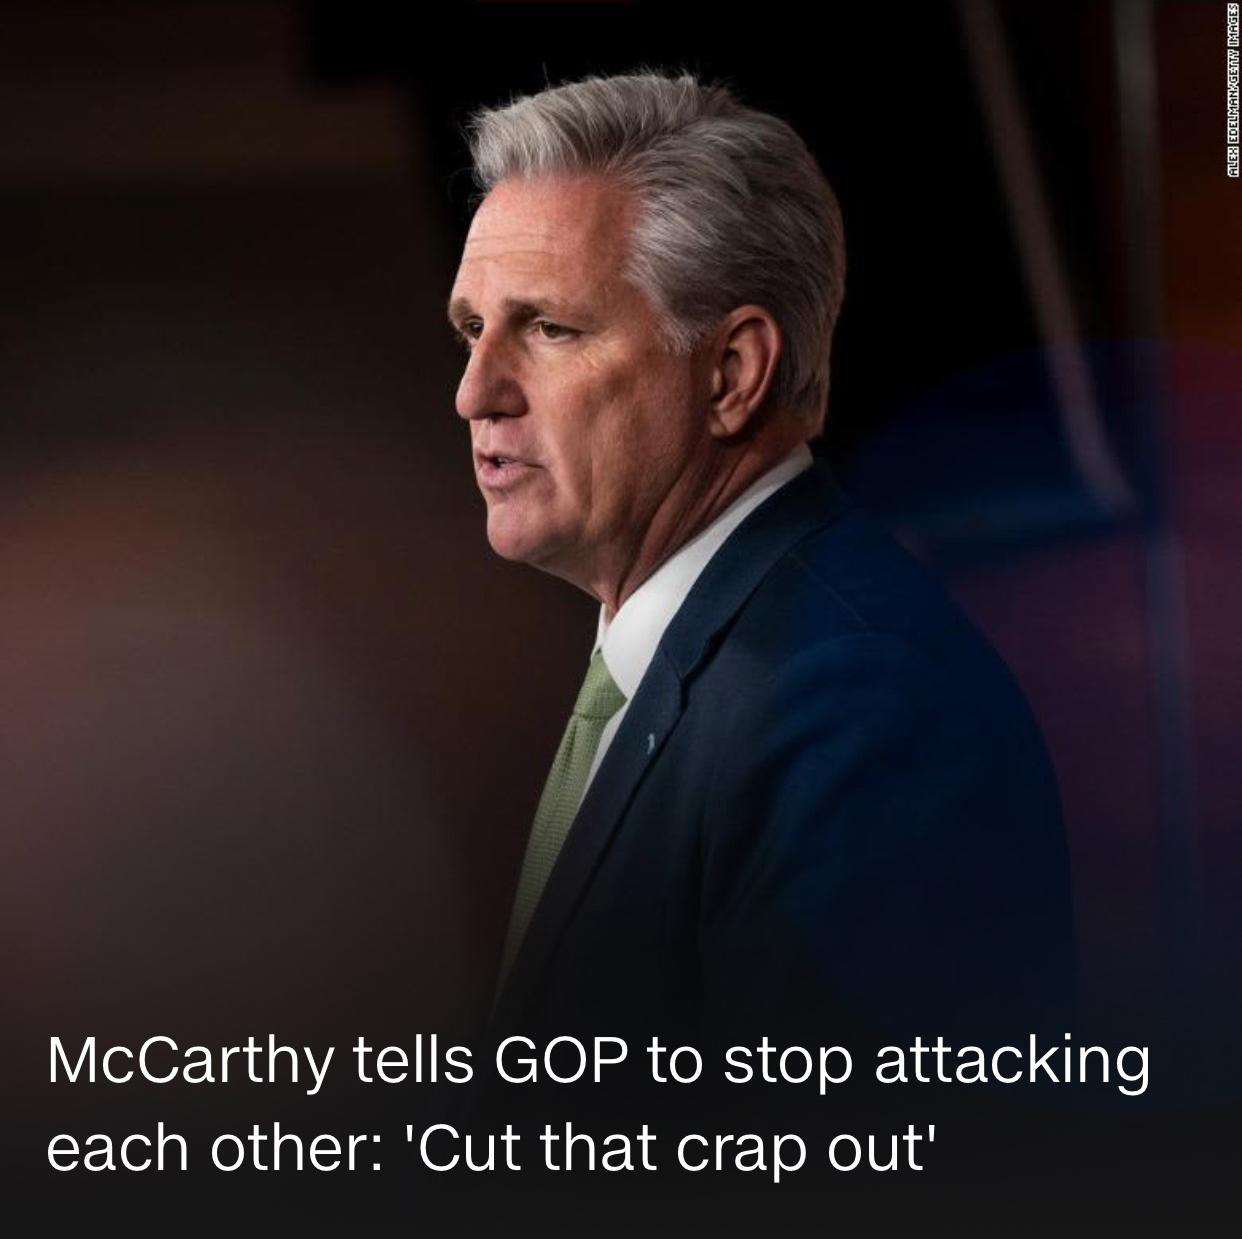 ALEX EDELMAN/GETTY IMAGES
McCarthy tells GOP to stop attacking
each other: 'Cut that crap out'